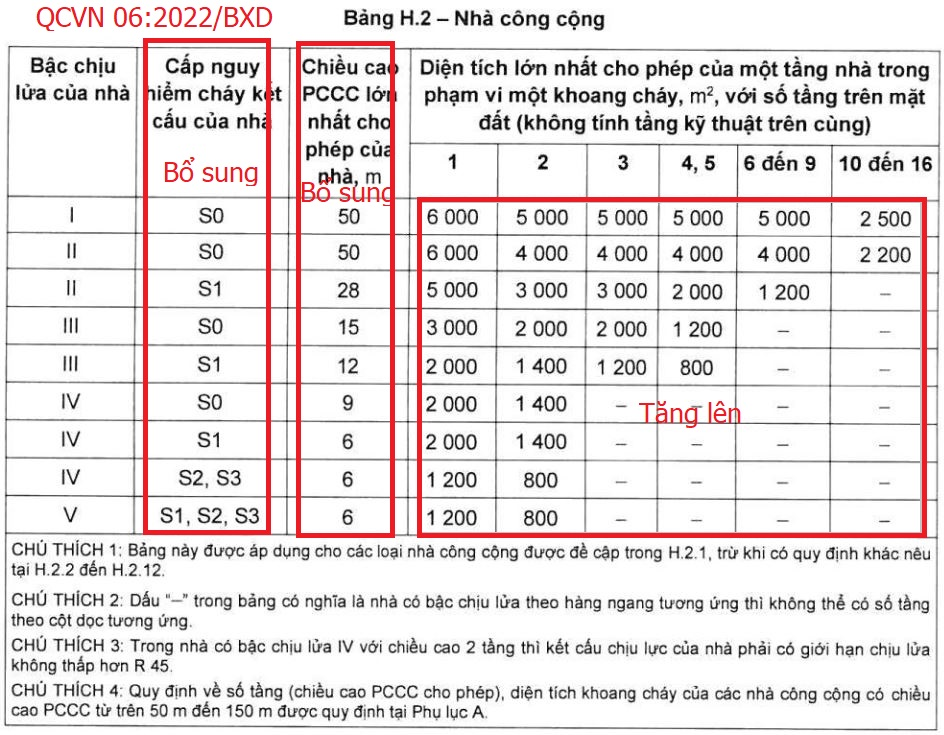 QCVN 06:2022/BXD
Bảng H.2 – Nhà công cộng
Bậc chịu lửa của nhà
Cấp nguy hiểm cháy kết cấu của nhà
Bổ sung
Chiều cao PCCC lớn nhất cho phép của nhà, m
Bổ sung
Diện tích lớn nhất cho phép của một tầng nhà trong phạm vi một khoang cháy, m², với số tầng trên mặt đất (không tính tầng kỹ thuật trên cùng)
1 2 3 4, 5 6 đến 9 10 đến 16
I S0 50 6 000 5 000 5 000 5 000 5 000 2 500
II S0 50 6 000 4 000 4 000 4 000 4 000 2 200
II S1 28 5 000 3 000 3 000 2 000 1 200 –
III S0 15 3 000 2 000 2 000 1 200 – –
III S1 12 2 000 1 400 1 200 800 – –
IV S0 9 2 000 1 400 – – – –
Tăng lên
IV S1 6 2 000 1 400 – – – –
IV S2, S3 6 1 200 800 – – – –
V S1, S2, S3 6 1 200 800 – – – –
CHÚ THÍCH 1: Bảng này được áp dụng cho các loại nhà công cộng được đề cập trong H.2.1, trừ khi có quy định khác nêu
tại H.2.2 đến H.2.12.
CHÚ THÍCH 2: Dấu “–” trong bảng có nghĩa là nhà có bậc chịu lửa theo hàng ngang tương ứng thì không thể có số tầng
theo cột dọc tương ứng.
CHÚ THÍCH 3: Trong nhà có bậc chịu lửa IV với chiều cao 2 tầng thì kết cấu chịu lực của nhà phải có giới hạn chịu lửa
không thấp hơn R 45.
CHÚ THÍCH 4: Quy định về số tầng (chiều cao PCCC cho phép), diện tích khoang cháy của các nhà công cộng có chiều
cao PCCC từ trên 50 m đến 150 m được quy định tại Phụ lục A.